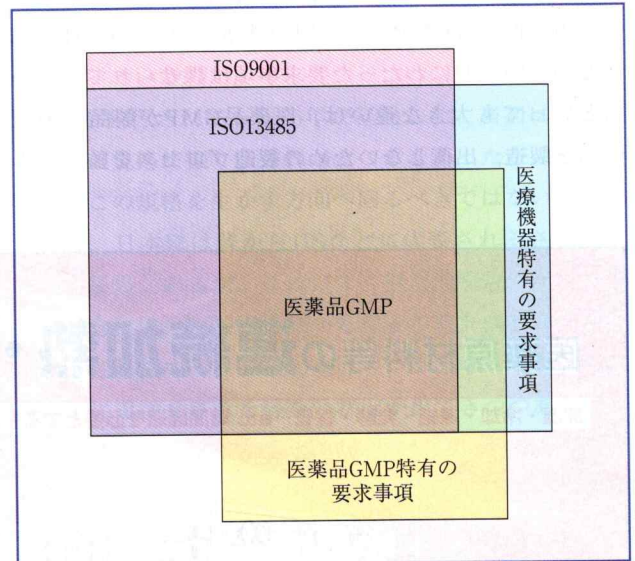 ISO9001
ISO13485
医療機器特有の要求事項
医薬品GMP
医薬品GMP特有の
要求事項